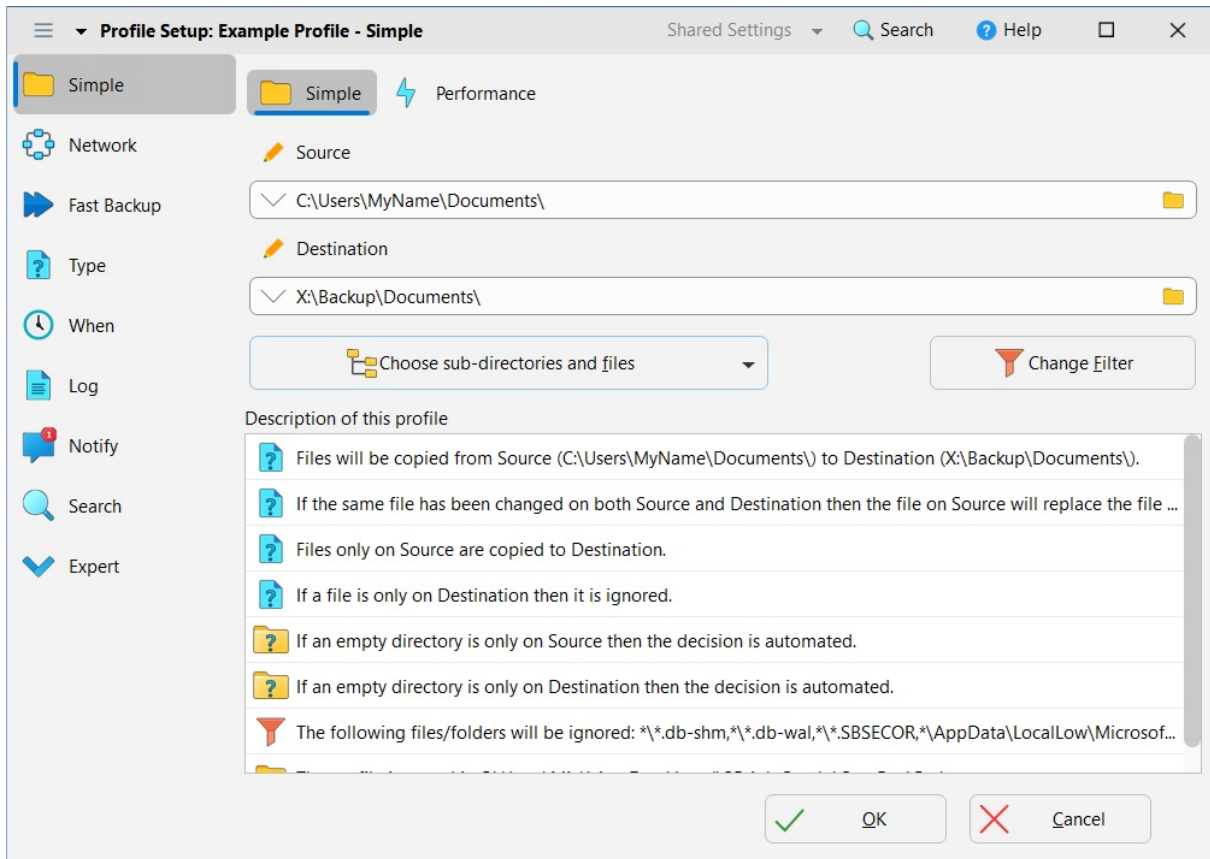 Profile Setup: Example Profile - Simple
Shared Settings
Search
Help
Simple
Network
Fast Backup
Type
When
Log
1
Notify
Search
Expert
Simple
Performance
Source
C:\Users\MyName\Documents\
Destination
X:\Backup\Documents\
Choose sub-directories and files
Change Filter
Description of this profile
Files will be copied from Source (C:\Users\MyName\Documents\) to Destination (X:\Backup\Documents\).
If the same file has been changed on both Source and Destination then the file on Source will replace the file ...
Files only on Source are copied to Destination.
If a file is only on Destination then it is ignored.
If an empty directory is only on Source then the decision is automated.
If an empty directory is only on Destination then the decision is automated.
The following files/folders will be ignored: *\*.db-shm,*\*.db-wal,*\*.SBSECOR,*\AppData\LocalLow\Microsof...
OK
Cancel